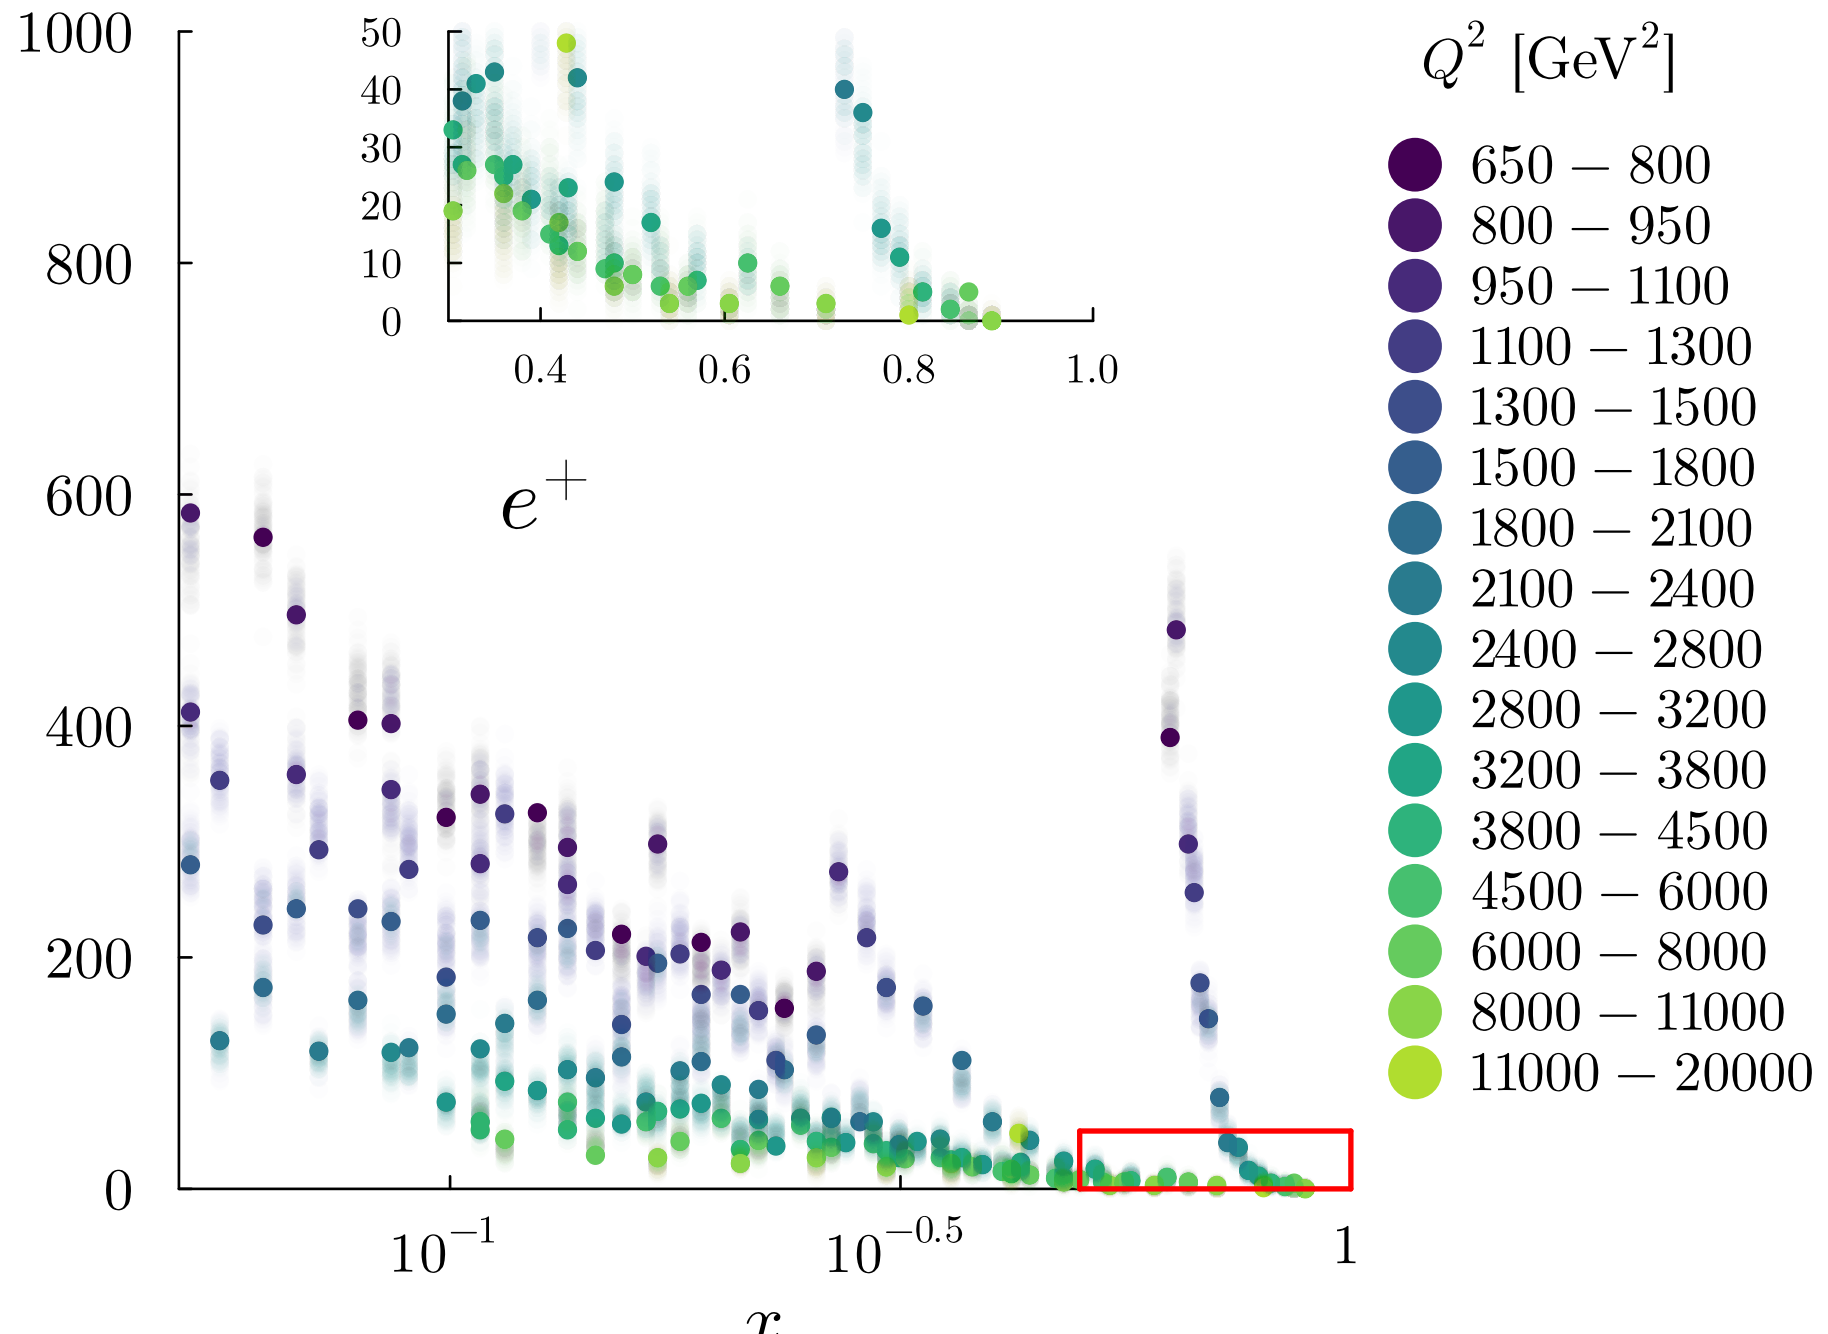 1000
800
600
400
200
0
50
40
30
20
10
0
0.4 0.6 0.8 1.0
e⁺
10⁻¹ 10⁻⁰·⁵ 1
x
Q² [GeV²]
650 – 800
800 – 950
950 – 1100
1100 – 1300
1300 – 1500
1500 – 1800
1800 – 2100
2100 – 2400
2400 – 2800
2800 – 3200
3200 – 3800
3800 – 4500
4500 – 6000
6000 – 8000
8000 – 11000
11000 – 20000